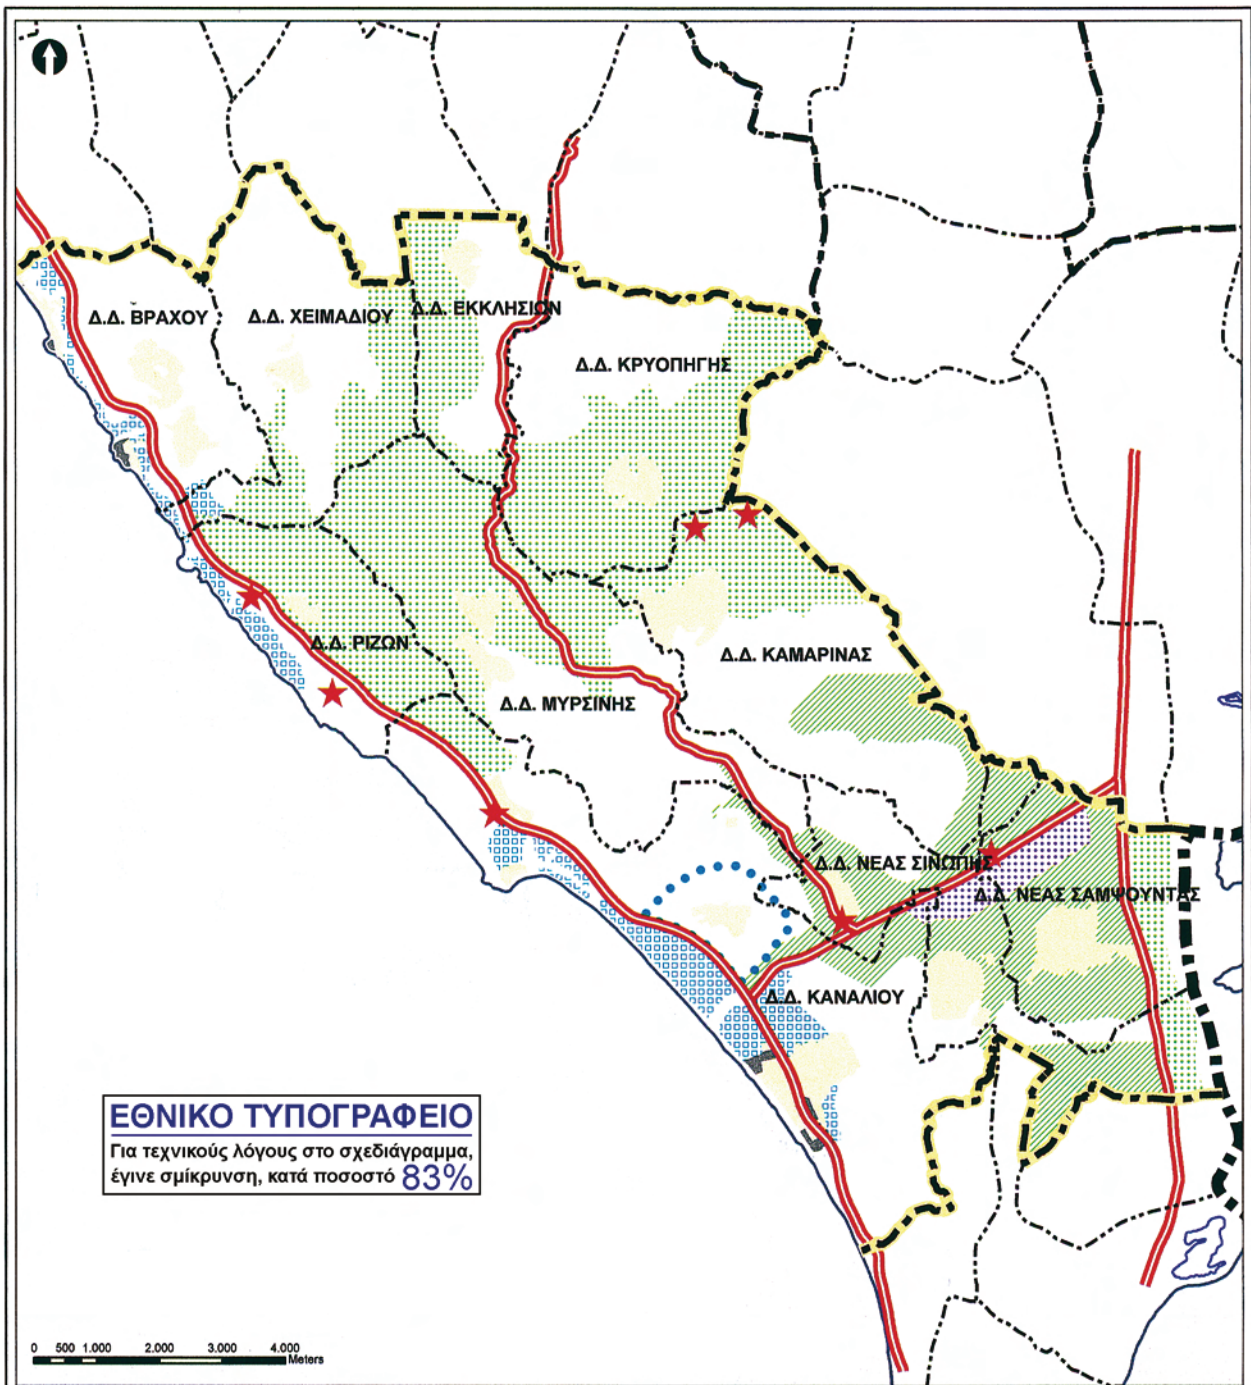 Δ.Δ. ΒΡΑΧΟΥ
Δ.Δ. ΧΕΙΜΑΔΙΟΥ
Δ.Δ. ΕΚΚΛΗΣΙΩΝ
Δ.Δ. ΚΡΥΟΠΗΓΗΣ
Δ.Δ. ΡΙΖΩΝ
Δ.Δ. ΚΑΜΑΡΙΝΑΣ
Δ.Δ. ΜΥΡΣΙΝΗΣ
Δ.Δ. ΝΕΑΣ ΣΙΝΩΠΗΣ
Δ.Δ. ΝΕΑΣ ΣΑΜΨΟΥΝΤΑΣ
Δ.Δ. ΚΑΝΑΛΙΟΥ
ΕΘΝΙΚΟ ΤΥΠΟΓΡΑΦΕΙΟ
Για τεχνικούς λόγους στο σχεδιάγραμμα,
έγινε σμίκρυνση, κατά ποσοστό 83%
0 500 1.000 2.000 3.000 4.000
Meters